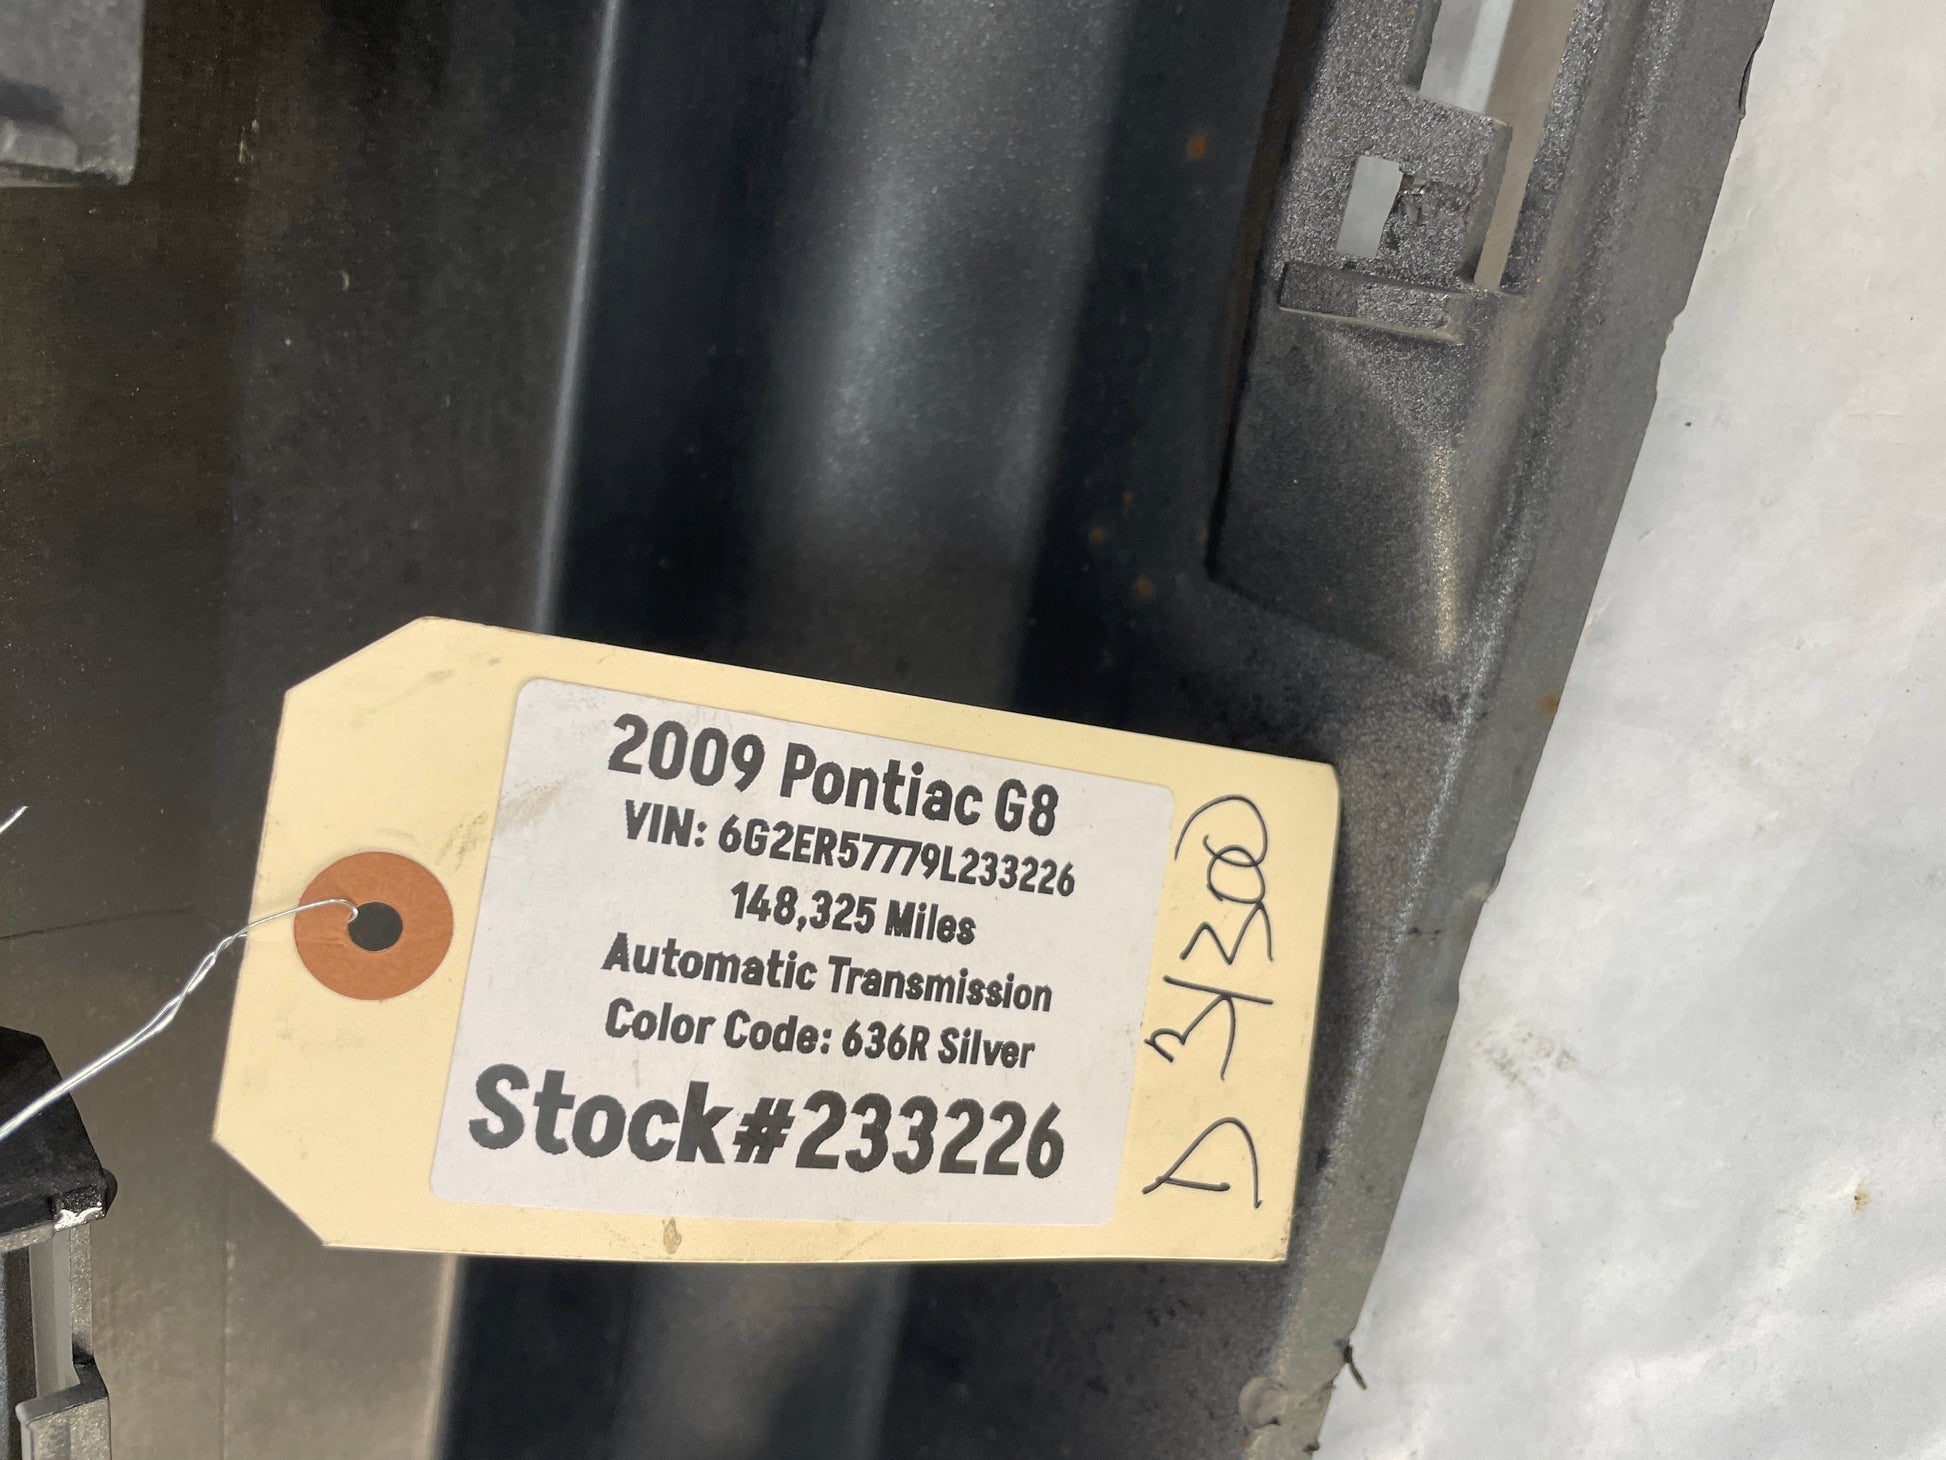 2009 Pontiac G8
VIN: 6G2ER57779L233226
148,325 Miles
Automatic Transmission
Color Code: 636R Silver
Stock#233226